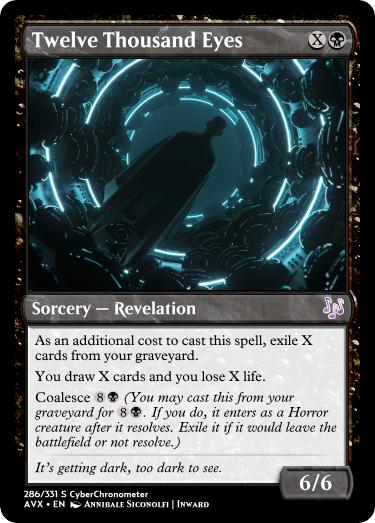 Twelve Thousand Eyes X
Sorcery — Revelation
As an additional cost to cast this spell, exile X
cards from your graveyard.
You draw X cards and you lose X life.
Coalesce 8 (You may cast this from your
graveyard for 8. If you do, it enters as a Horror
creature after it resolves. Exile it if it would leave the
battlefield or not resolve.)
It's getting dark, too dark to see.
6/6
286/331 S CyberChronometer
AVX • EN Annibale Siconolfi | Inward